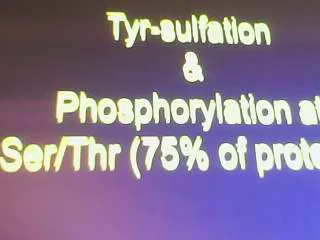 Tyr-sulfation
&
Phosphorylation at
Ser/Thr (75% of prote